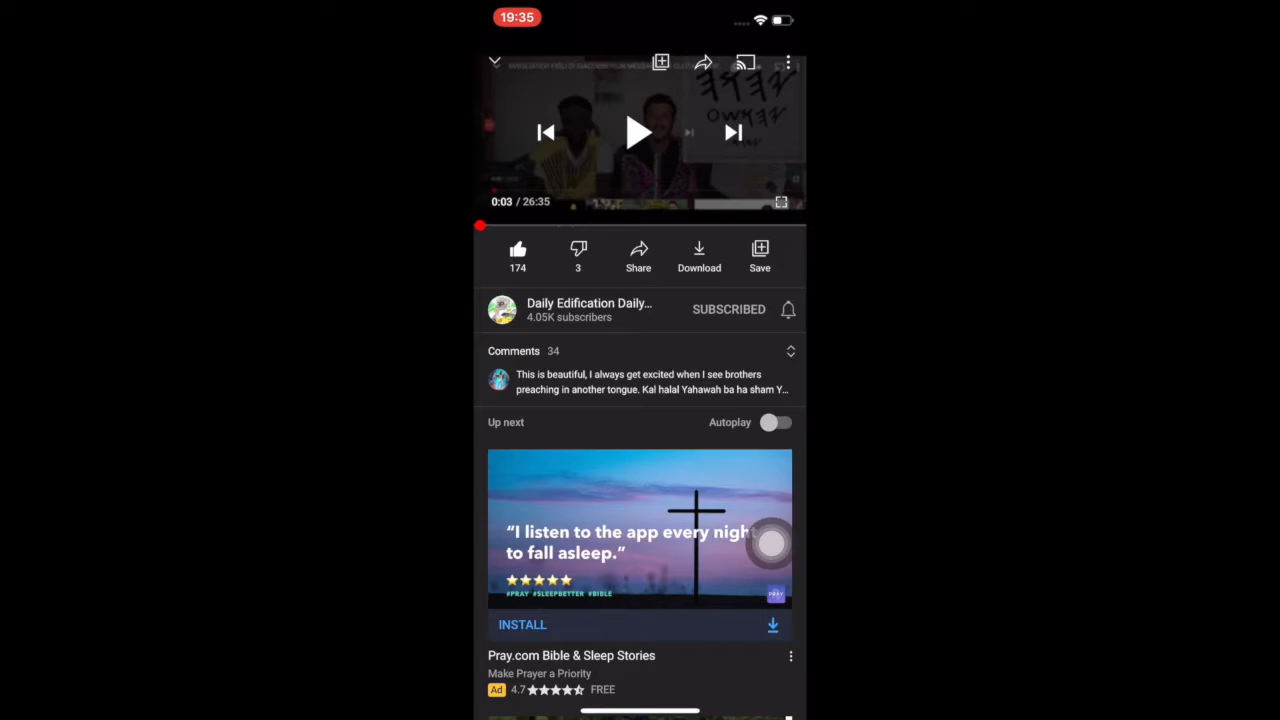 19:35
0:03 / 26:35
174
3
Share
Download
Save
Daily Edification Daily...
4.05K subscribers
SUBSCRIBED
Comments 34
This is beautiful, I always get excited when I see brothers
preaching in another tongue. Kal halal Yahawah ba ha sham Y...
Up next
Autoplay
“I listen to the app every nigh
to fall asleep.”
#PRAY #SLEEPBETTER #BIBLE
PRAY
INSTALL
Pray.com Bible & Sleep Stories
Make Prayer a Priority
Ad 4.7 FREE